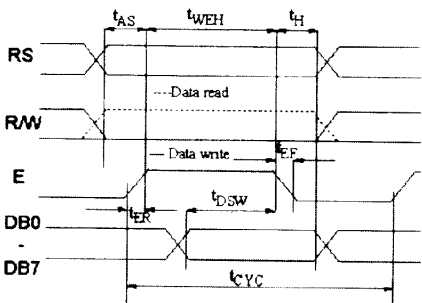 tAS tWEH tH
RS
----Data read
R/W
— Data write tEF
E
tER tDSW
DB0
-
DB7
tCYC